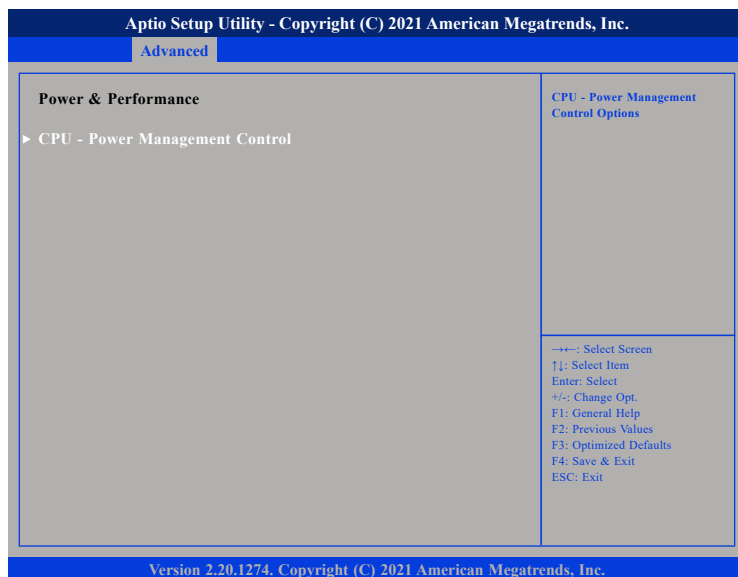 Aptio Setup Utility - Copyright (C) 2021 American Megatrends, Inc.
Advanced
Power & Performance
► CPU - Power Management Control
CPU - Power Management
Control Options
→←: Select Screen
↑↓: Select Item
Enter: Select
+/-: Change Opt.
F1: General Help
F2: Previous Values
F3: Optimized Defaults
F4: Save & Exit
ESC: Exit
Version 2.20.1274. Copyright (C) 2021 American Megatrends, Inc.